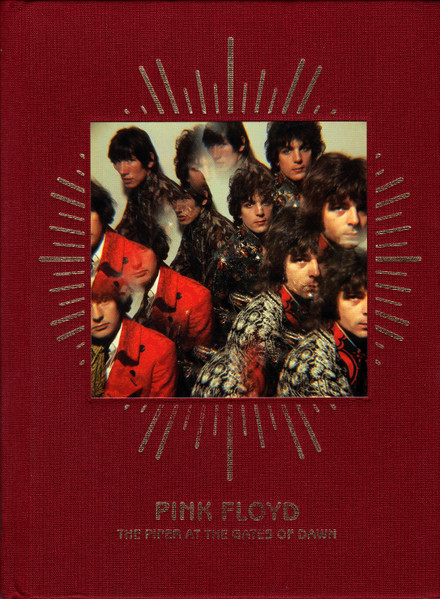 PINK FLOYD
THE PIPER AT THE GATES OF DAWN